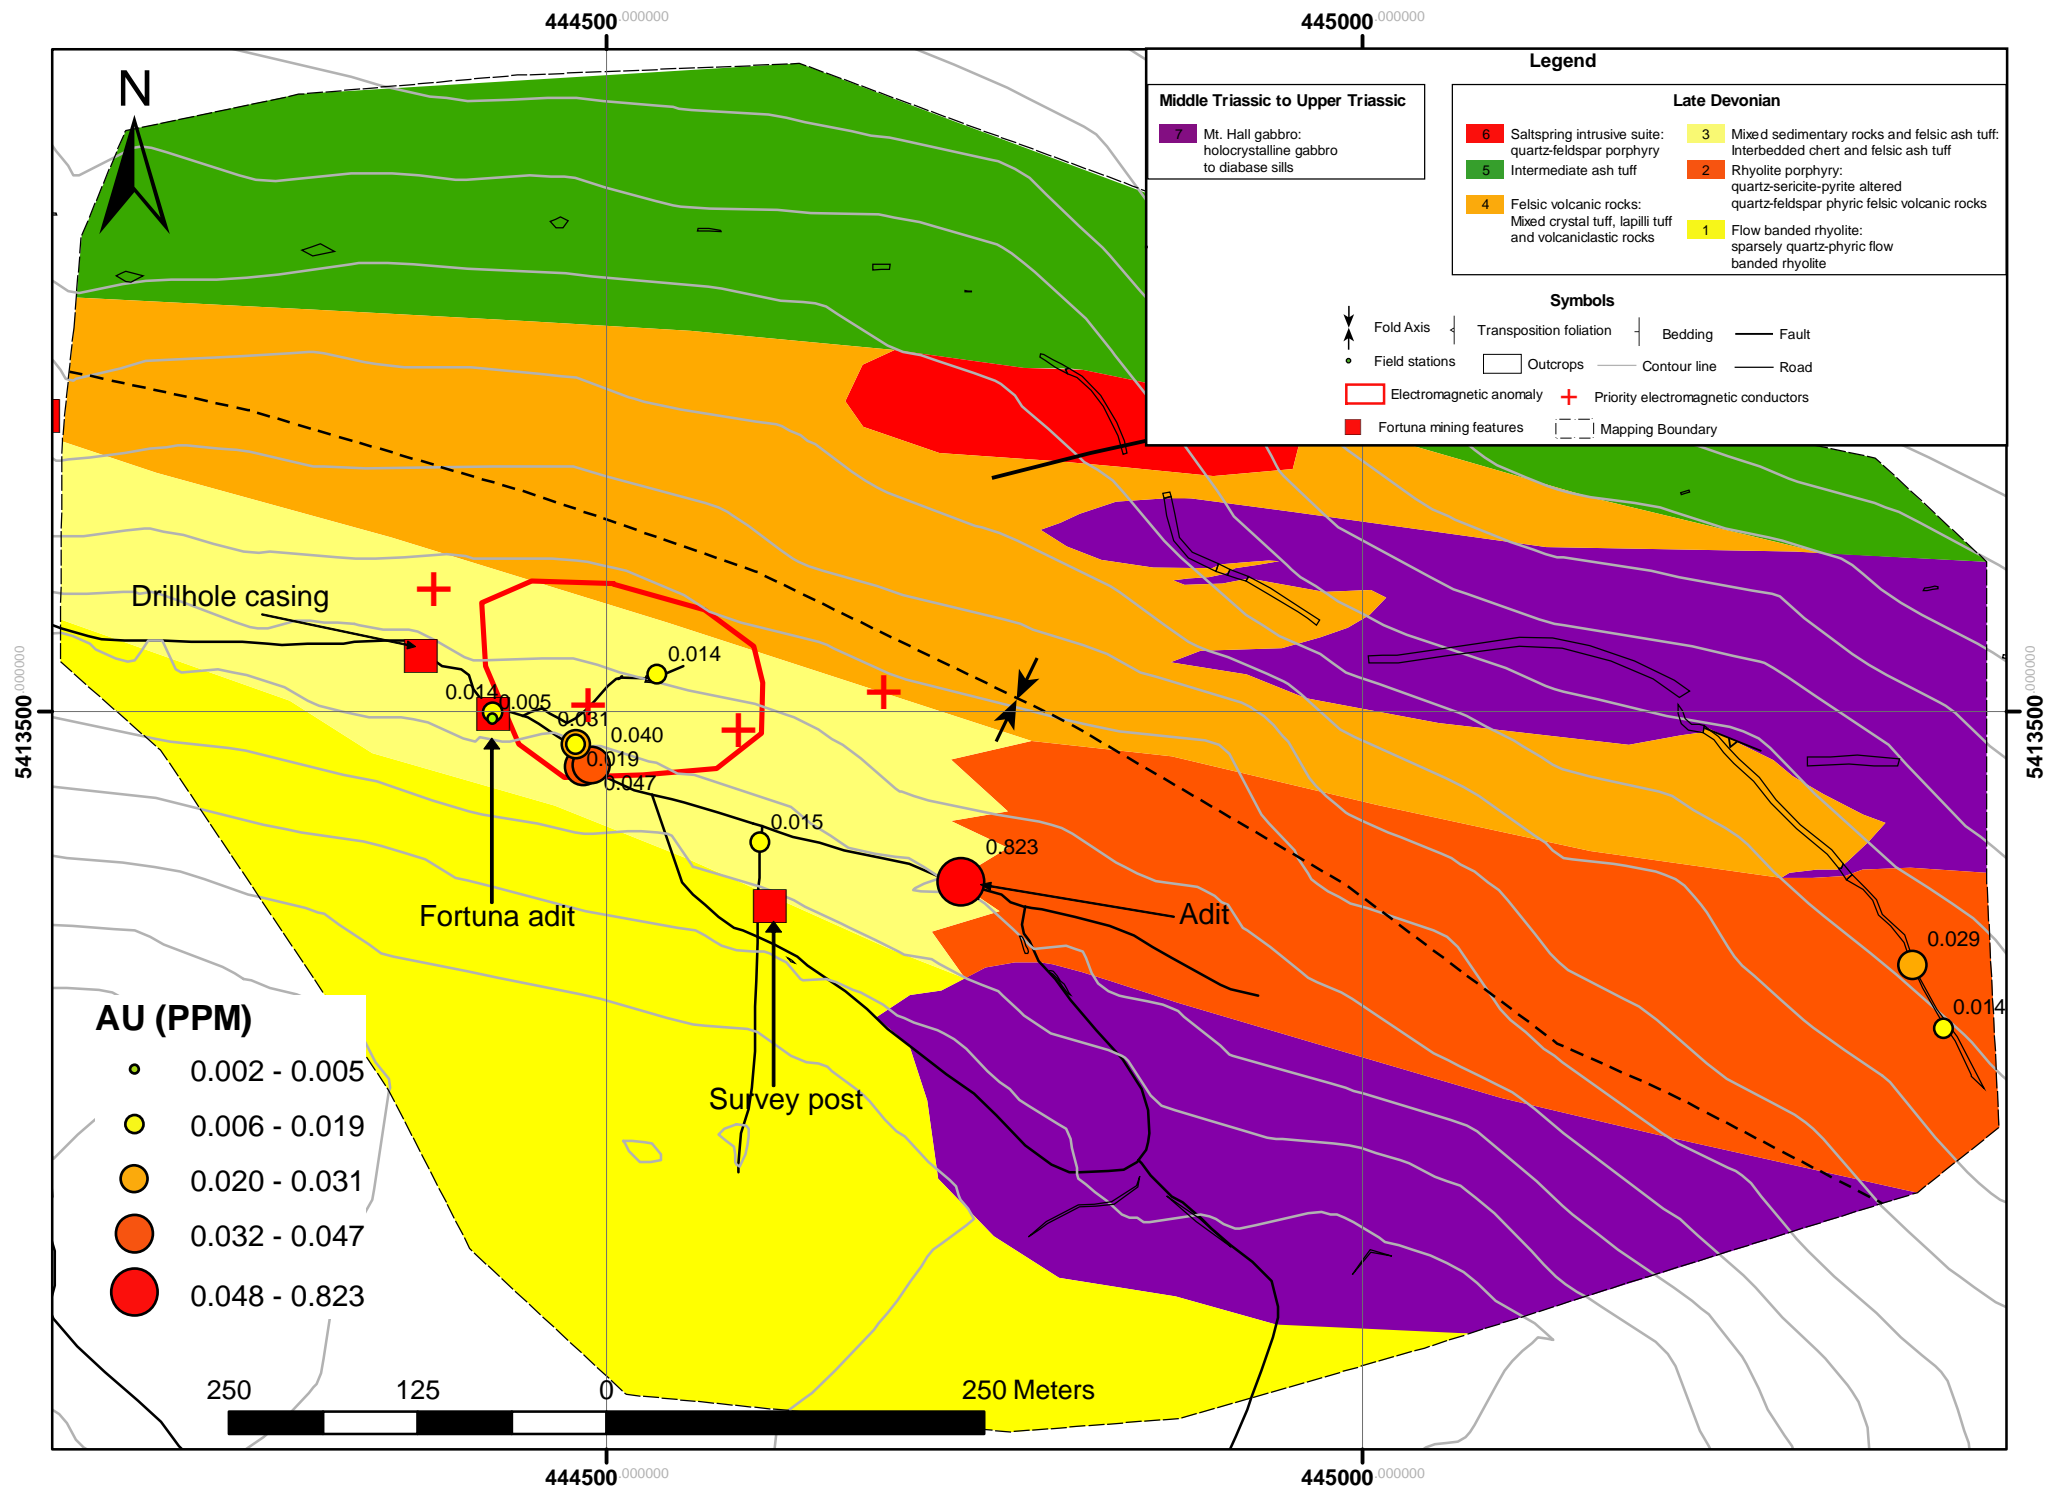 444500.000000
445000.000000
N
Legend
Middle Triassic to Upper Triassic
7 Mt. Hall gabbro:
holocrystalline gabbro
to diabase sills
Late Devonian
6 Saltspring intrusive suite:
quartz-feldspar porphyry
5 Intermediate ash tuff
4 Felsic volcanic rocks:
Mixed crystal tuff, lapilli tuff
and volcaniclastic rocks
3 Mixed sedimentary rocks and felsic ash tuff:
Interbedded chert and felsic ash tuff
2 Rhyolite porphyry:
quartz-sericite-pyrite altered
quartz-feldspar phyric felsic volcanic rocks
1 Flow banded rhyolite:
sparsely quartz-phyric flow
banded rhyolite
Symbols
Fold Axis
Transposition foliation
Bedding
Fault
Field stations
Outcrops
Contour line
Road
Electromagnetic anomaly
Priority electromagnetic conductors
Fortuna mining features
Mapping Boundary
Drillhole casing
0.014
0.014
0.005
0.031
0.040
0.019
0.047
0.015
0.823
Fortuna adit
Adit
0.029
0.014
Survey post
5413500.000000
5413500.000000
AU (PPM)
0.002 - 0.005
0.006 - 0.019
0.020 - 0.031
0.032 - 0.047
0.048 - 0.823
250 125 0 250 Meters
444500.000000
445000.000000